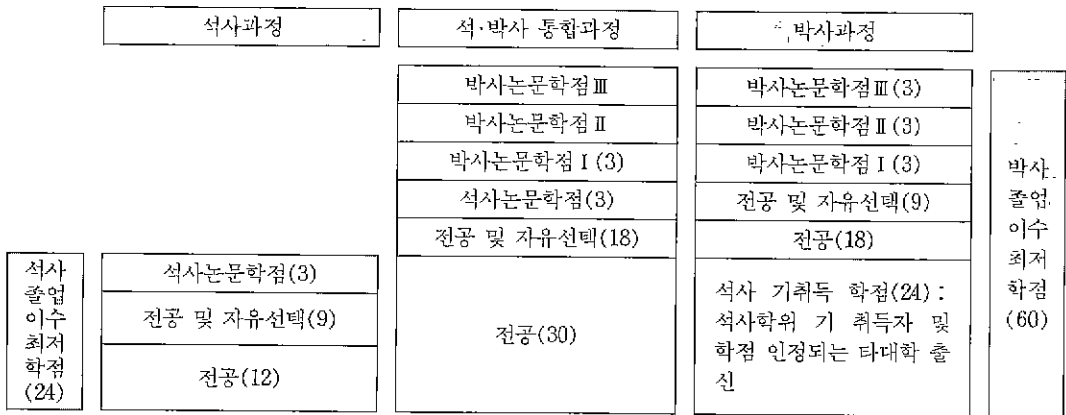 석사과정
석·박사 통합과정
박사과정
박사논문학점Ⅲ
박사논문학점Ⅱ
박사논문학점Ⅰ(3)
석사논문학점(3)
전공 및 자유선택(18)
전공(30)
박사논문학점Ⅲ(3)
박사논문학점Ⅱ(3)
박사논문학점Ⅰ(3)
전공 및 자유선택(9)
전공(18)
석사 기취득 학점(24) :
석사학위 기 취득자 및
학점 인정되는 타대학 출
신
박사
졸업
이수
최저
학점
(60)
석사
졸업
이수
최저
학점
(24)
석사논문학점(3)
전공 및 자유선택(9)
전공(12)